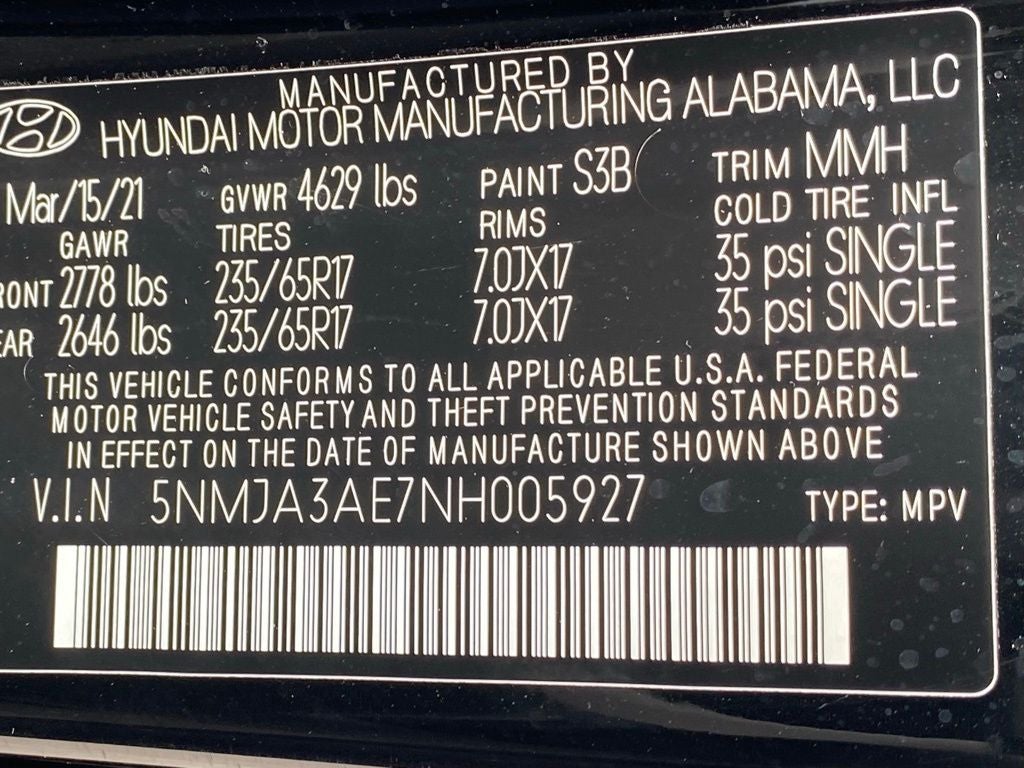 MANUFACTURED BY
HYUNDAI MOTOR MANUFACTURING ALABAMA, LLC
Mar/15/21 GVWR 4629 lbs PAINT S3B TRIM MMH
GAWR TIRES RIMS COLD TIRE INFL
RONT 2778 lbs 235/65R17 7.0JX17 35 psi SINGLE
EAR 2646 lbs 235/65R17 7.0JX17 35 psi SINGLE
THIS VEHICLE CONFORMS TO ALL APPLICABLE U.S.A. FEDERAL
MOTOR VEHICLE SAFETY AND THEFT PREVENTION STANDARDS
IN EFFECT ON THE DATE OF MANUFACTURE SHOWN ABOVE
V.I.N 5NMJA3AE7NH005927 TYPE: MPV